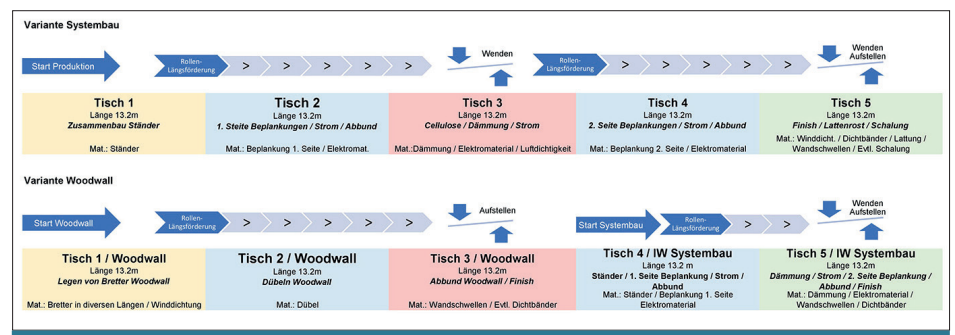 Variante Systembau
Start Produktion
Rollen-
Längsförderung
>
>
>
>
>
Wenden
Rollen-
Längsförderung
>
>
>
>
>
Wenden
Aufstellen
Tisch 1
Länge 13.2m
Zusammenbau Ständer
Mat.: Ständer
Tisch 2
Länge 13.2m
1. Steite Beplankungen / Strom / Abbund
Mat.: Beplankung 1. Seite / Elektromat.
Tisch 3
Länge 13.2m
Cellulose / Dämmung / Strom
Mat.:Dämmung / Elektromaterial / Luftdichtigkeit
Tisch 4
Länge 13.2m
2. Seite Beplankungen / Strom / Abbund
Mat.: Beplankung 2. Seite / Elektromaterial
Tisch 5
Länge 13.2m
Finish / Lattenrost / Schalung
Mat.: Winddicht. / Dichtbänder / Lattung /
Wandschwellen / Evtl. Schalung
Variante Woodwall
Start Woodwall
Rollen-
Längsförderung
>
>
>
>
>
Aufstellen
Start Systembau
Rollen-
Längsförderung
>
>
Wenden
Aufstellen
Tisch 1 / Woodwall
Länge 13.2m
Legen von Bretter Woodwall
Mat.: Bretter in diversen Längen / Winddichtung
Tisch 2 / Woodwall
Länge 13.2m
Dübeln Woodwall
Mat.: Dübel
Tisch 3 / Woodwall
Länge 13.2m
Abbund Woodwall / Finish
Mat.: Wandschwellen / Evtl. Dichtbänder
Tisch 4 / IW Systembau
Länge 13.2 m
Ständer / 1. Seite Beplankung / Strom /
Abbund
Mat.: Ständer / Beplankung 1. Seite
Elektromaterial
Tisch 5 / IW Systembau
Länge 13.2m
Dämmung / Strom / 2. Seite Beplankung /
Abbund / Finish
Mat.: Dämmung / Elektromaterial /
Wandschwellen / Dichtbänder